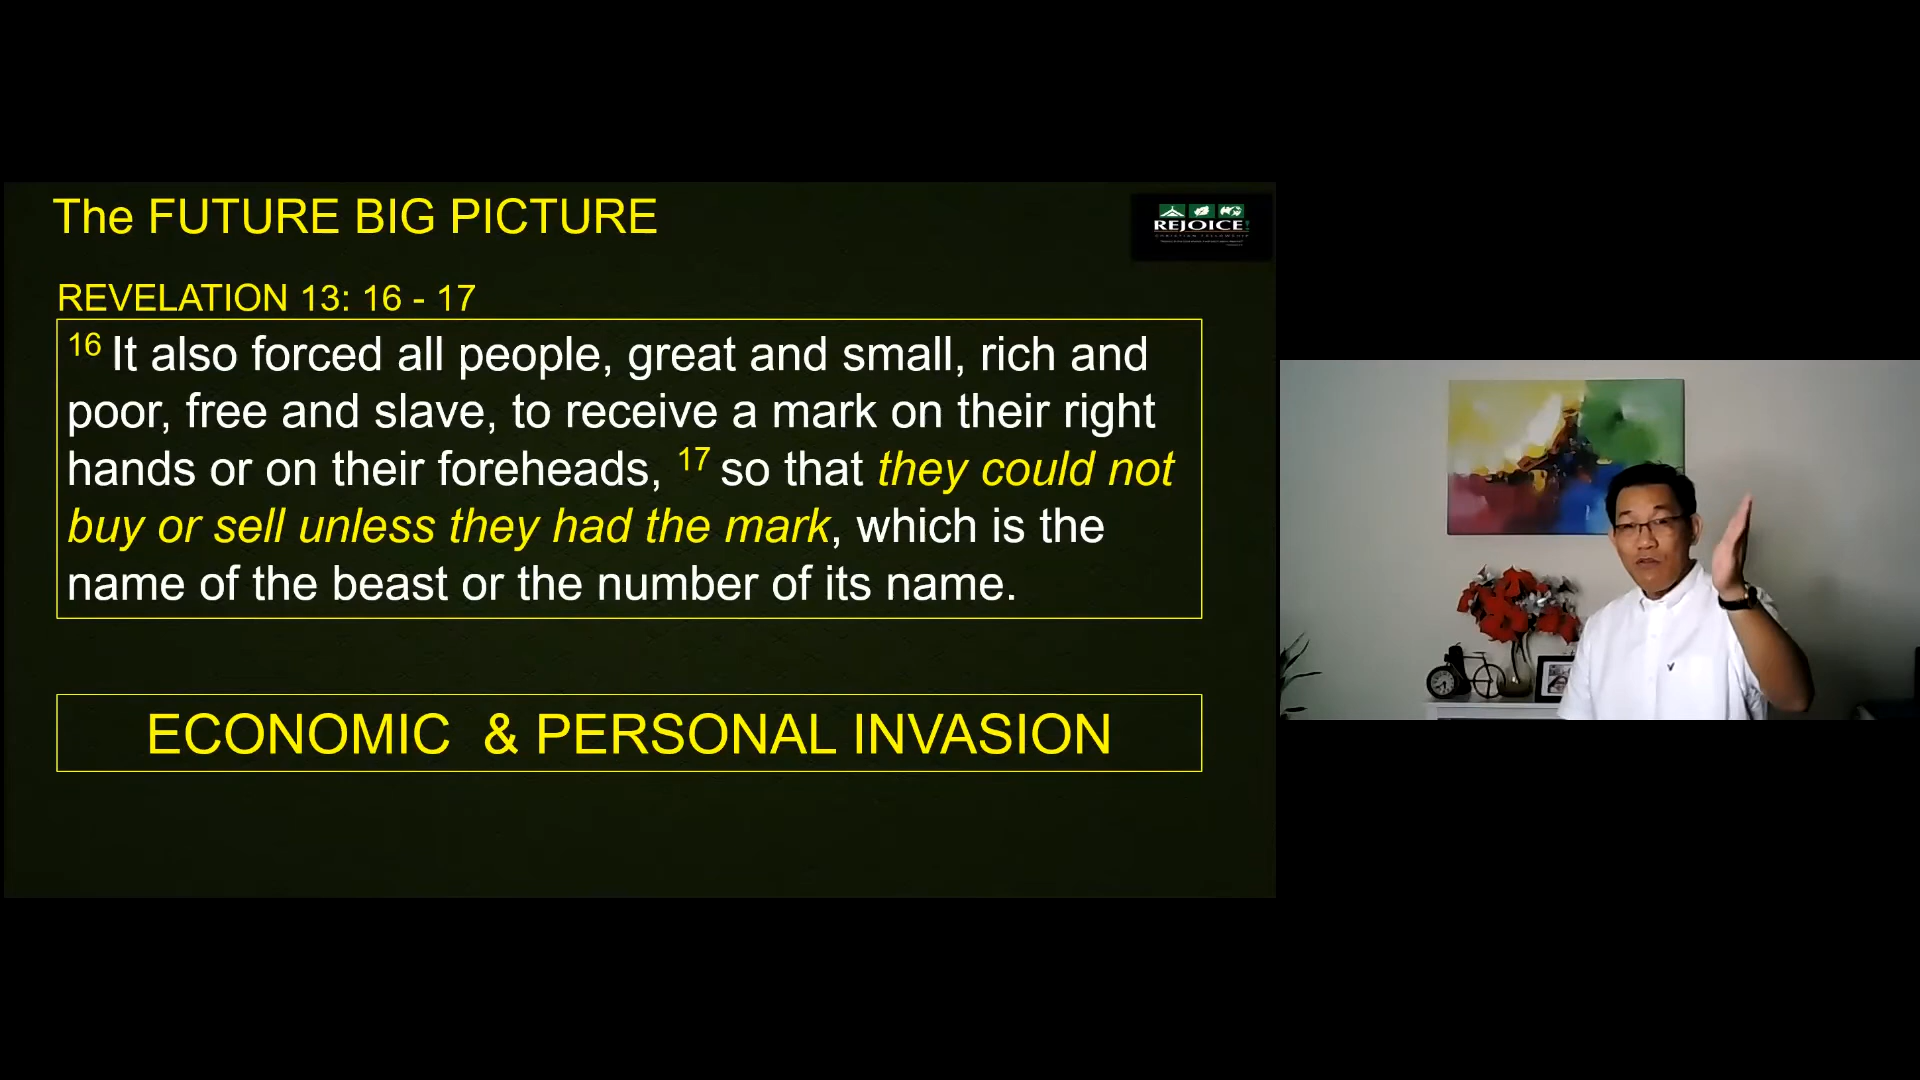 The FUTURE BIG PICTURE
REJOICE
CHRISTIAN FELLOWSHIP
REVELATION 13: 16 - 17
16 It also forced all people, great and small, rich and
poor, free and slave, to receive a mark on their right
hands or on their foreheads, 17 so that they could not
buy or sell unless they had the mark, which is the
name of the beast or the number of its name.
ECONOMIC & PERSONAL INVASION